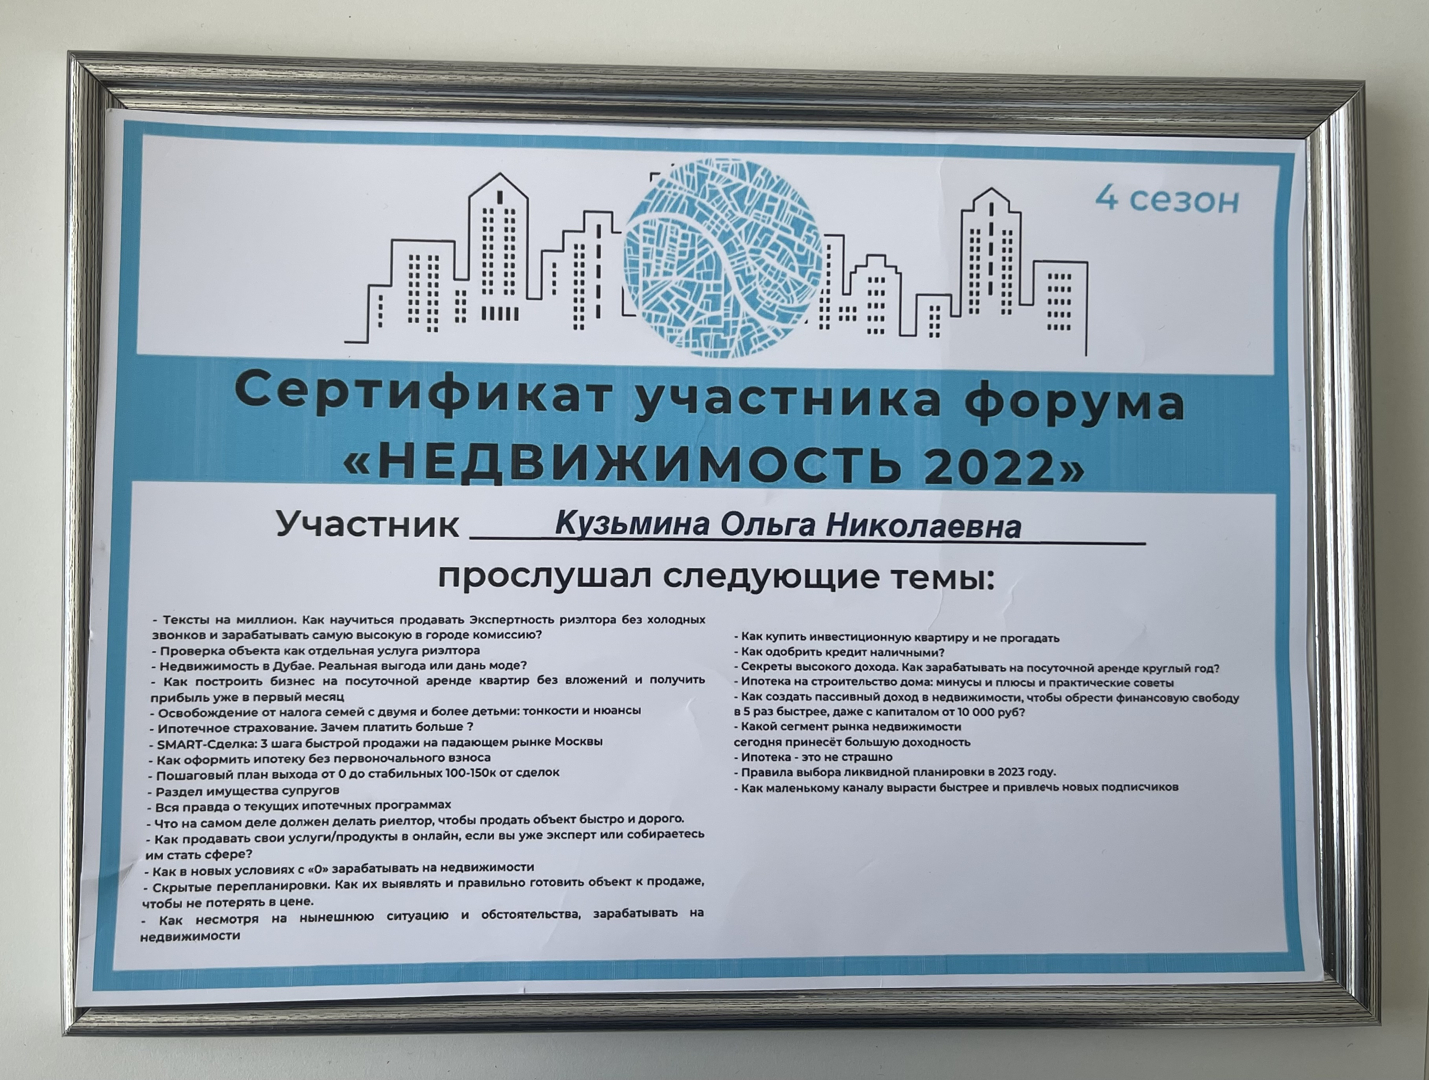 4 сезон
Сертификат участника форума
«НЕДВИЖИМОСТЬ 2022»
Участник Кузьмина Ольга Николаевна
прослушал следующие темы:
- Тексты на миллион. Как научиться продавать Экспертность риэлтора без холодных
звонков и зарабатывать самую высокую в городе комиссию?
- Проверка объекта как отдельная услуга риэлтора
- Недвижимость в Дубае. Реальная выгода или дань моде?
- Как построить бизнес на посуточной аренде квартир без вложений и получить
прибыль уже в первый месяц
- Освобождение от налога семей с двумя и более детьми: тонкости и нюансы
- Ипотечное страхование. Зачем платить больше ?
- SMART-Сделка: 3 шага быстрой продажи на падающем рынке Москвы
- Как оформить ипотеку без первоночального взноса
- Пошаговый план выхода от 0 до стабильных 100-150к от сделок
- Раздел имущества супругов
- Вся правда о текущих ипотечных программах
- Что на самом деле должен делать риелтор, чтобы продать объект быстро и дорого.
- Как продавать свои услуги/продукты в онлайн, если вы уже эксперт или собираетесь
им стать сфере?
- Как в новых условиях с «0» зарабатывать на недвижимости
- Скрытые перепланировки. Как их выявлять и правильно готовить объект к продаже,
чтобы не потерять в цене.
- Как несмотря на нынешнюю ситуацию и обстоятельства, зарабатывать на
недвижимости
- Как купить инвестиционную квартиру и не прогадать
- Как одобрить кредит наличными?
- Секреты высокого дохода. Как зарабатывать на посуточной аренде круглый год?
- Ипотека на строительство дома: минусы и плюсы и практические советы
- Как создать пассивный доход в недвижимости, чтобы обрести финансовую свободу
в 5 раз быстрее, даже с капиталом от 10 000 руб?
- Какой сегмент рынка недвижимости
сегодня принесёт большую доходность
- Ипотека - это не страшно
- Правила выбора ликвидной планировки в 2023 году.
- Как маленькому каналу вырасти быстрее и привлечь новых подписчиков